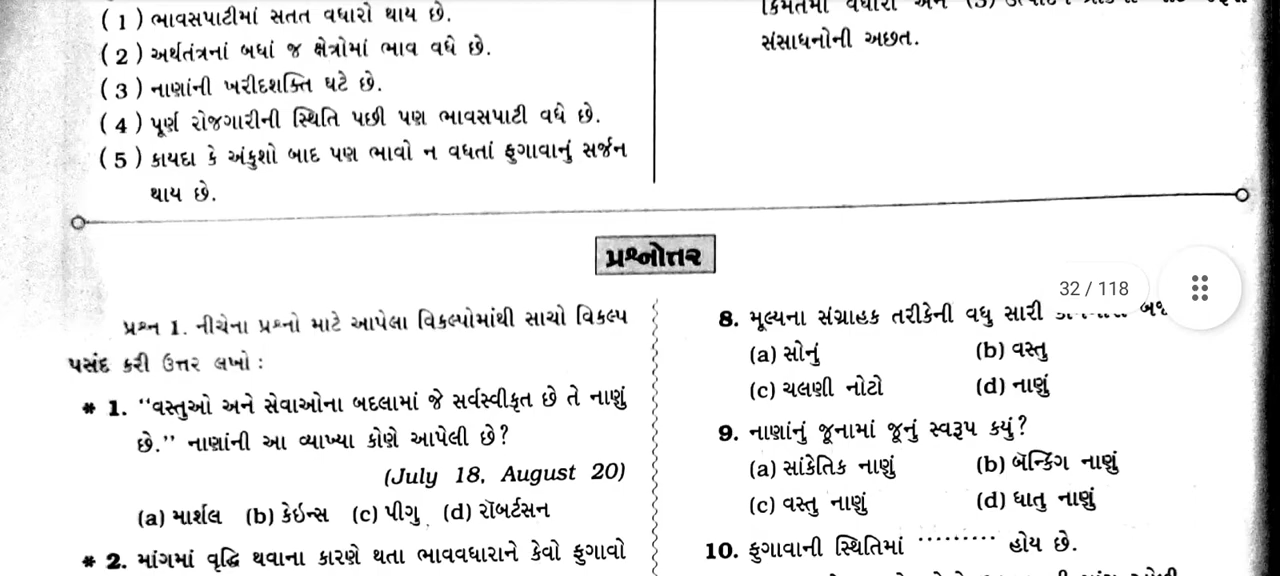 ( 1 ) ભાવસપાટીમાં સતત વધારો થાય છે.
( 2 ) અર્થતંત્રનાં બધાં જ ક્ષેત્રોમાં ભાવ વધે છે.
( 3 ) નાણાંની ખરીદશક્તિ ઘટે છે.
( 4 ) પૂર્ણ રોજગારીની સ્થિતિ પછી પણ ભાવસપાટી વધે છે.
( 5 ) કાયદા કે અંકુશો બાદ પણ ભાવો ન વધતાં ફુગાવાનું સર્જન
થાય છે.
સંસાધનોની અછત.
પ્રશ્નોત્તર
32 / 118
પ્રશ્ન 1. નીચેના પ્રશ્નો માટે આપેલા વિકલ્પોમાંથી સાચો વિકલ્પ
પસંદ કરી ઉત્તર લખો :
* 1. “વસ્તુઓ અને સેવાઓના બદલામાં જે સર્વસ્વીકૃત છે તે નાણું
છે.” નાણાંની આ વ્યાખ્યા કોણે આપેલી છે?
(July 18, August 20)
(a) માર્શલ (b) કેઇન્સ (c) પીગુ (d) રૉબર્ટસન
* 2. માંગમાં વૃદ્ધિ થવાના કારણે થતા ભાવવધારાને કેવો ફુગાવો
8. મૂલ્યના સંગ્રાહક તરીકેની વધુ સારી
(a) સોનું (b) વસ્તુ
(c) ચલણી નોટો (d) નાણું
9. નાણાંનું જૂનામાં જૂનું સ્વરૂપ કયું?
(a) સાંકેતિક નાણું (b) બૅન્કિંગ નાણું
(c) વસ્તુ નાણું (d) ધાતુ નાણું
10. ફુગાવાની સ્થિતિમાં ......... હોય છે.